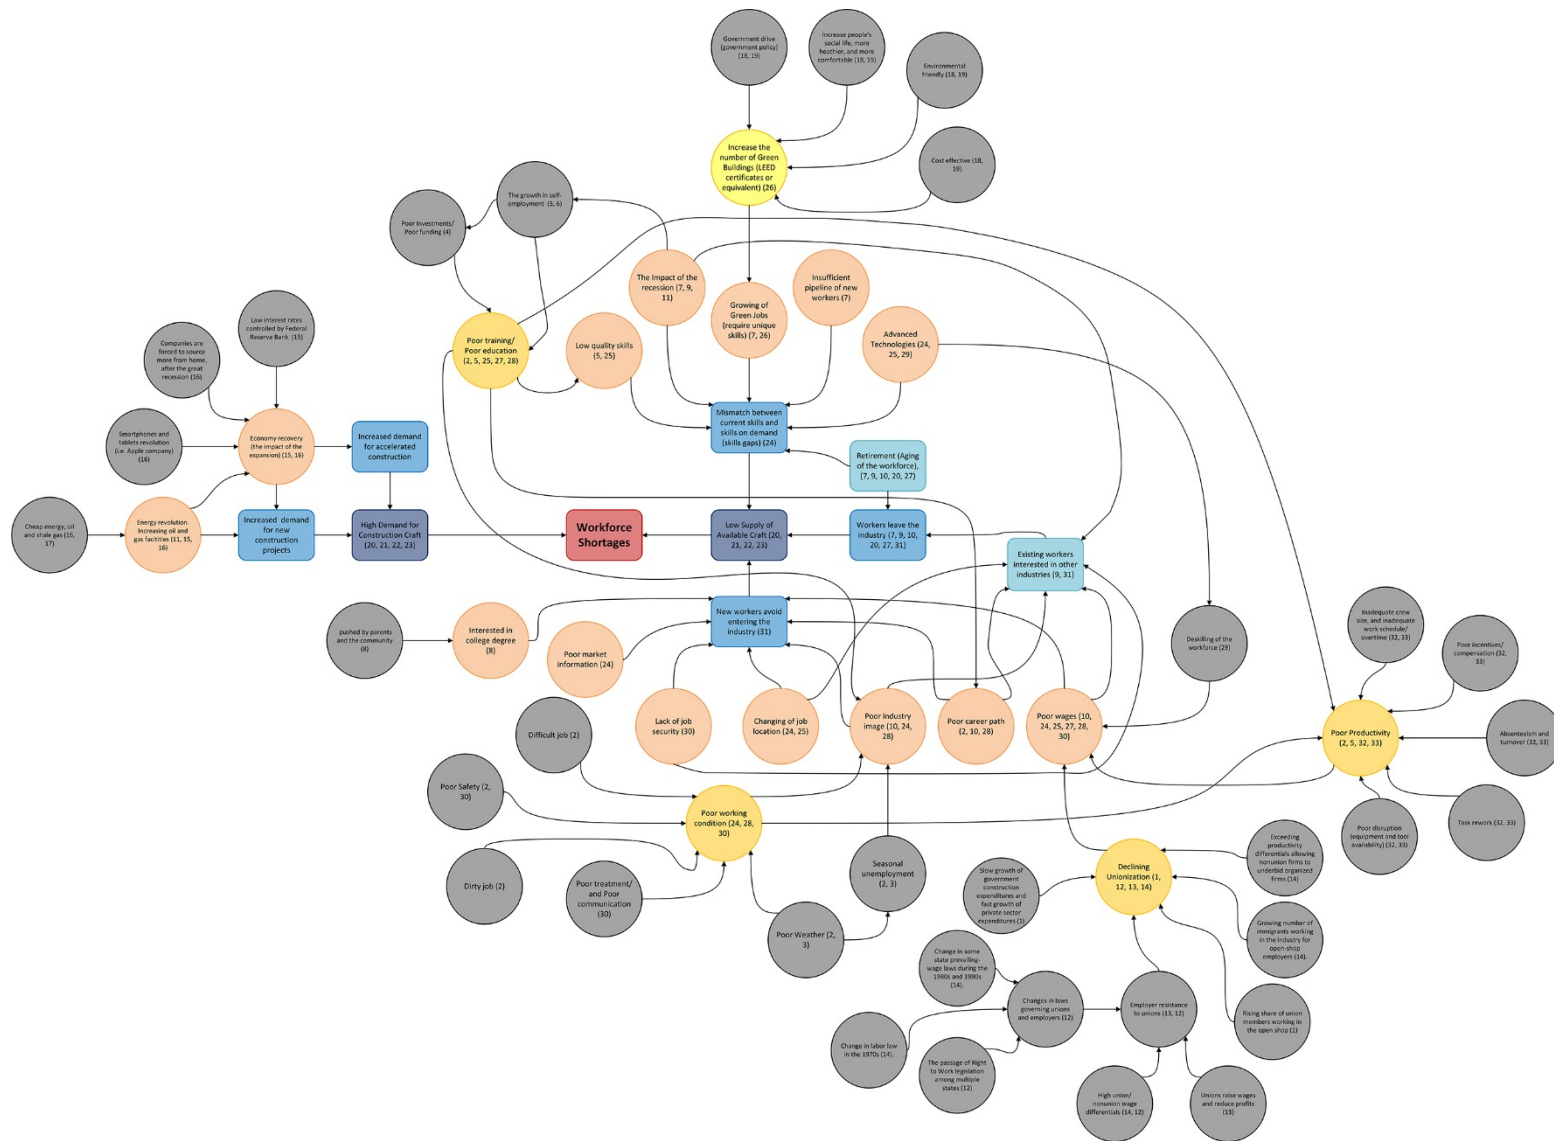 Government drive
(government policy)
(18, 19)
Increase people's
social life, more
heathier, and more
comfortable (18, 19)
Environmental
friendly (18, 19)
Cost effective (18,
19)
Increase the
number of Green
Buildings (LEED
certificates or
equivalent) (26)
The growth in self-
employment (5, 6)
Poor Investments/
Poor funding (4)
The Impact of the
recession (7, 9,
11)
Growing of
Green Jobs
(require unique
skills) (7, 26)
Insufficient
pipeline of new
workers (7)
Advanced
Technologies (24,
25, 29)
Law interest rates
controlled by Federal
Reserve Bank (15)
Companies are
forced to source
more from home,
after the great
recession (16)
Smartphones and
tablets revolution
(i.e. Apple company)
(16)
Cheap energy, oil
and shale gas (16,
17)
Poor training/
Poor education
(2, 5, 25, 27, 28)
Low quality skills
(5, 25)
Mismatch between
current skills and
skills on demand
(skills gaps) (24)
Economy recovery
(the impact of the
expansion) (15, 16)
Increased demand
for accelerated
construction
Retirement (Aging
of the workforce),
(7, 9, 10, 20, 27)
Energy revolution.
Increasing oil and
gas facitities (11, 15,
16)
Increased demand
for new
construction
projects
High Demand for
Construction Craft
(20, 21, 22, 23)
Workforce
Shortages
Low Supply of
Available Craft (20,
21, 22, 23)
Workers leave the
industry (7, 9, 10,
20, 27, 31)
Existing workers
interested in other
industries (9, 31)
pushed by parents
and the community
(8)
Interested in
college degree
(8)
Poor market
information (24)
New workers avoid
entering the
industry (31)
Deskilling of the
workforce (29)
Inadequate crew
size, and inadequate
work schedule/
overtime (32, 33)
Poor incentives/
compensation (32,
33)
Lack of job
security (30)
Changing of job
location (24, 25)
Poor industry
image (10, 24,
28)
Poor career path
(2, 10, 28)
Poor wages (10,
24, 25, 27, 28,
30)
Poor Productivity
(2, 5, 32, 33)
Absenteeism and
turnover (32, 33)
Difficult job (2)
Poor Safety (2,
30)
Poor working
condition (24, 28,
30)
Dirty job (2)
Poor treatment/
and Poor
communication
(30)
Poor Weather (2,
3)
Seasonal
unemployment
(2, 3)
Poor disruption
(equipment and tool
availability) (32, 33)
Task rework (32, 33)
Declining
Unionization (1,
12, 13, 14)
Exceeding
productivity
differentials allowing
nonunion firms to
underbid organized
firms (14)
Slow growth of
government
construction
expenditures and
fast growth of
private sector
expenditures (1)
Growing number of
immigrants working
in the industry for
open-shop
employers (14).
Change in some
state prevailing-
wage laws during the
1980s and 1990s
(14).
Changes in laws
governing unions
and employers (12)
Employer resistance
to unions (13, 12)
Rising share of union
members working in
the open shop (1)
Change in labor law
in the 1970s (14).
The passage of Right
to Work legislation
among multiple
states (12)
High union/
nonunion wage
differentials (14, 12)
Unions raise wages
and reduce profits
(13)